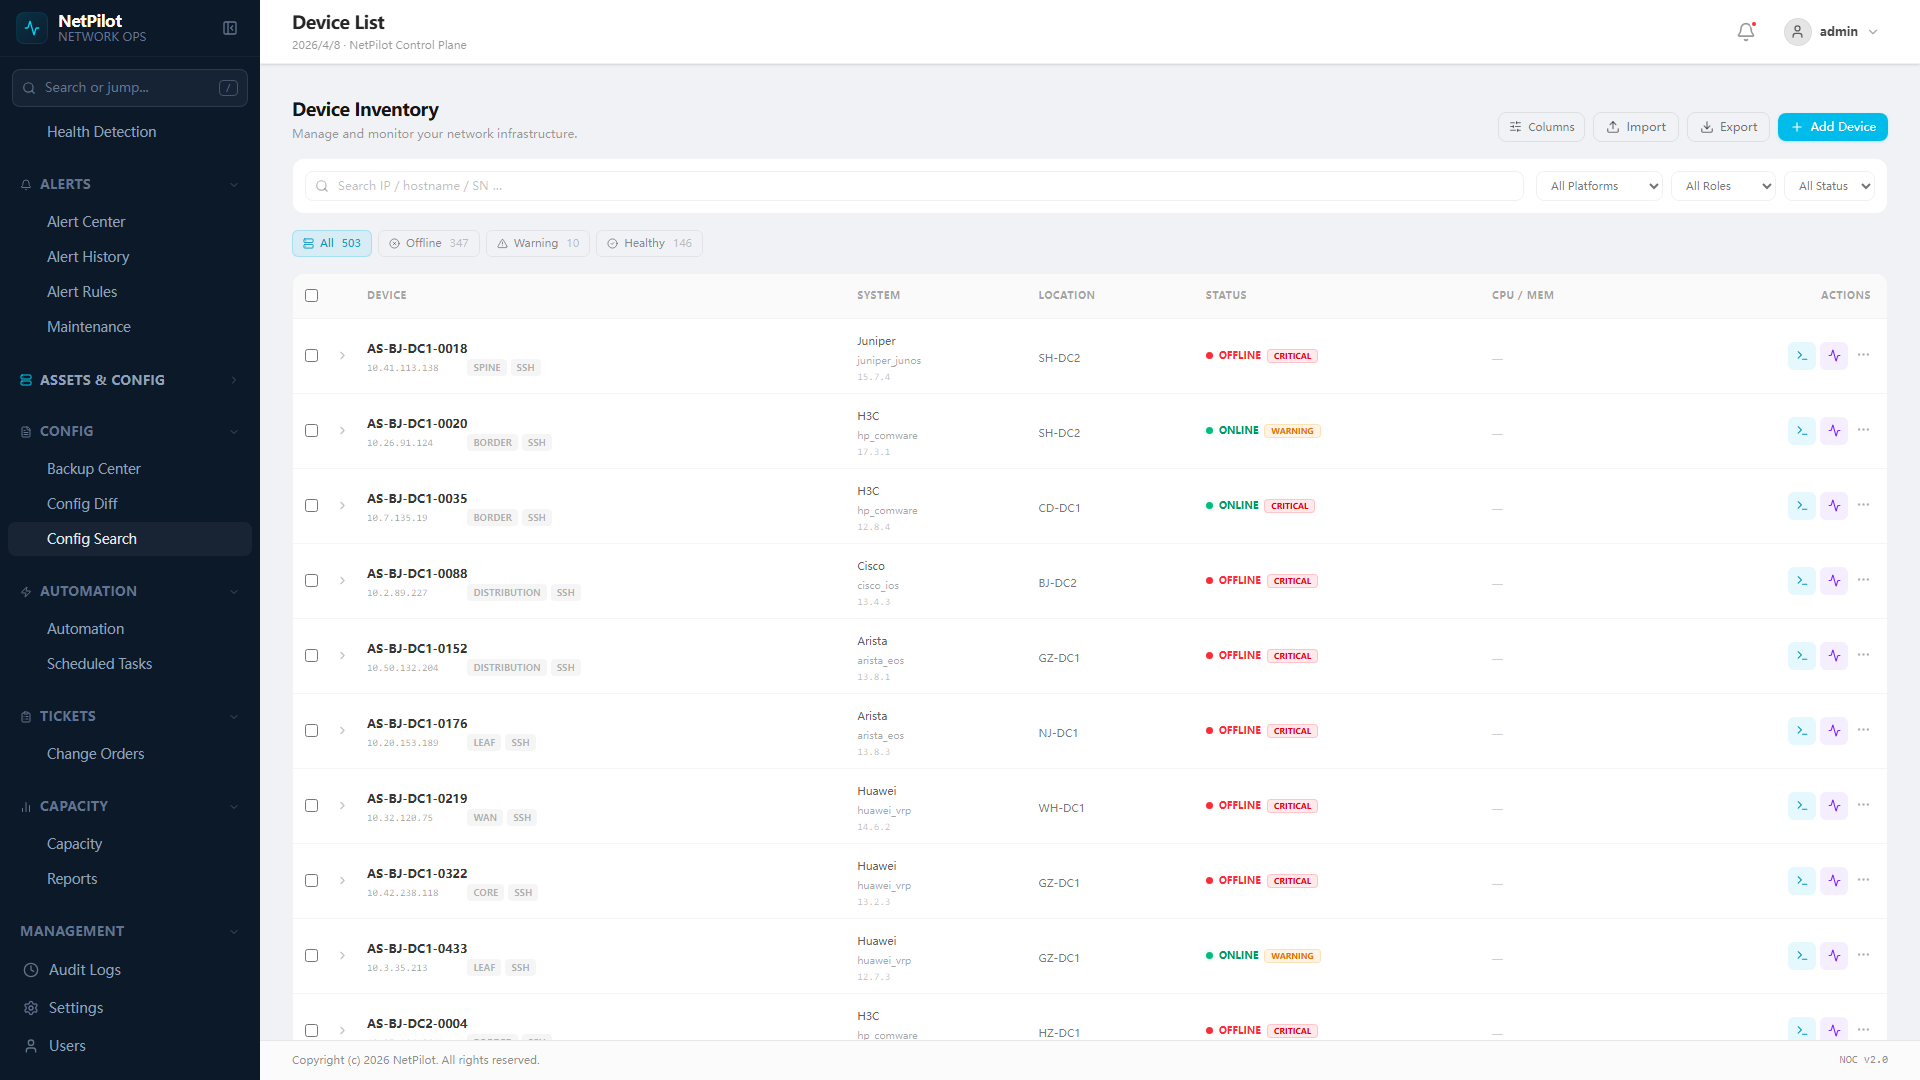 NetPilot
NETWORK OPS
Search or jump... /
Health Detection
ALERTS
Alert Center
Alert History
Alert Rules
Maintenance
ASSETS & CONFIG
CONFIG
Backup Center
Config Diff
Config Search
AUTOMATION
Automation
Scheduled Tasks
TICKETS
Change Orders
CAPACITY
Capacity
Reports
MANAGEMENT
Audit Logs
Settings
Users
Device List
2026/4/8 · NetPilot Control Plane
admin
Device Inventory
Manage and monitor your network infrastructure.
Columns Import Export + Add Device
Search IP / hostname / SN ... All Platforms All Roles All Status
All 503 Offline 347 Warning 10 Healthy 146
DEVICE SYSTEM LOCATION STATUS CPU / MEM ACTIONS
AS-BJ-DC1-0018
10.41.113.138 SPINE SSH
Juniper
juniper_junos
15.7.4
SH-DC2
OFFLINE CRITICAL
—
AS-BJ-DC1-0020
10.26.91.124 BORDER SSH
H3C
hp_comware
17.3.1
SH-DC2
ONLINE WARNING
—
AS-BJ-DC1-0035
10.7.135.19 BORDER SSH
H3C
hp_comware
12.8.4
CD-DC1
ONLINE CRITICAL
—
AS-BJ-DC1-0088
10.2.89.227 DISTRIBUTION SSH
Cisco
cisco_ios
13.4.3
BJ-DC2
OFFLINE CRITICAL
—
AS-BJ-DC1-0152
10.50.132.204 DISTRIBUTION SSH
Arista
arista_eos
13.8.1
GZ-DC1
OFFLINE CRITICAL
—
AS-BJ-DC1-0176
10.20.153.189 LEAF SSH
Arista
arista_eos
13.8.3
NJ-DC1
OFFLINE CRITICAL
—
AS-BJ-DC1-0219
10.32.120.75 WAN SSH
Huawei
huawei_vrp
14.6.2
WH-DC1
OFFLINE CRITICAL
—
AS-BJ-DC1-0322
10.42.238.118 CORE SSH
Huawei
huawei_vrp
13.2.3
GZ-DC1
OFFLINE CRITICAL
—
AS-BJ-DC1-0433
10.3.35.213 LEAF SSH
Huawei
huawei_vrp
12.7.3
GZ-DC1
ONLINE WARNING
—
AS-BJ-DC2-0004
H3C
hp_comware
HZ-DC1
OFFLINE CRITICAL
—
Copyright (c) 2026 NetPilot. All rights reserved.
NOC v2.0